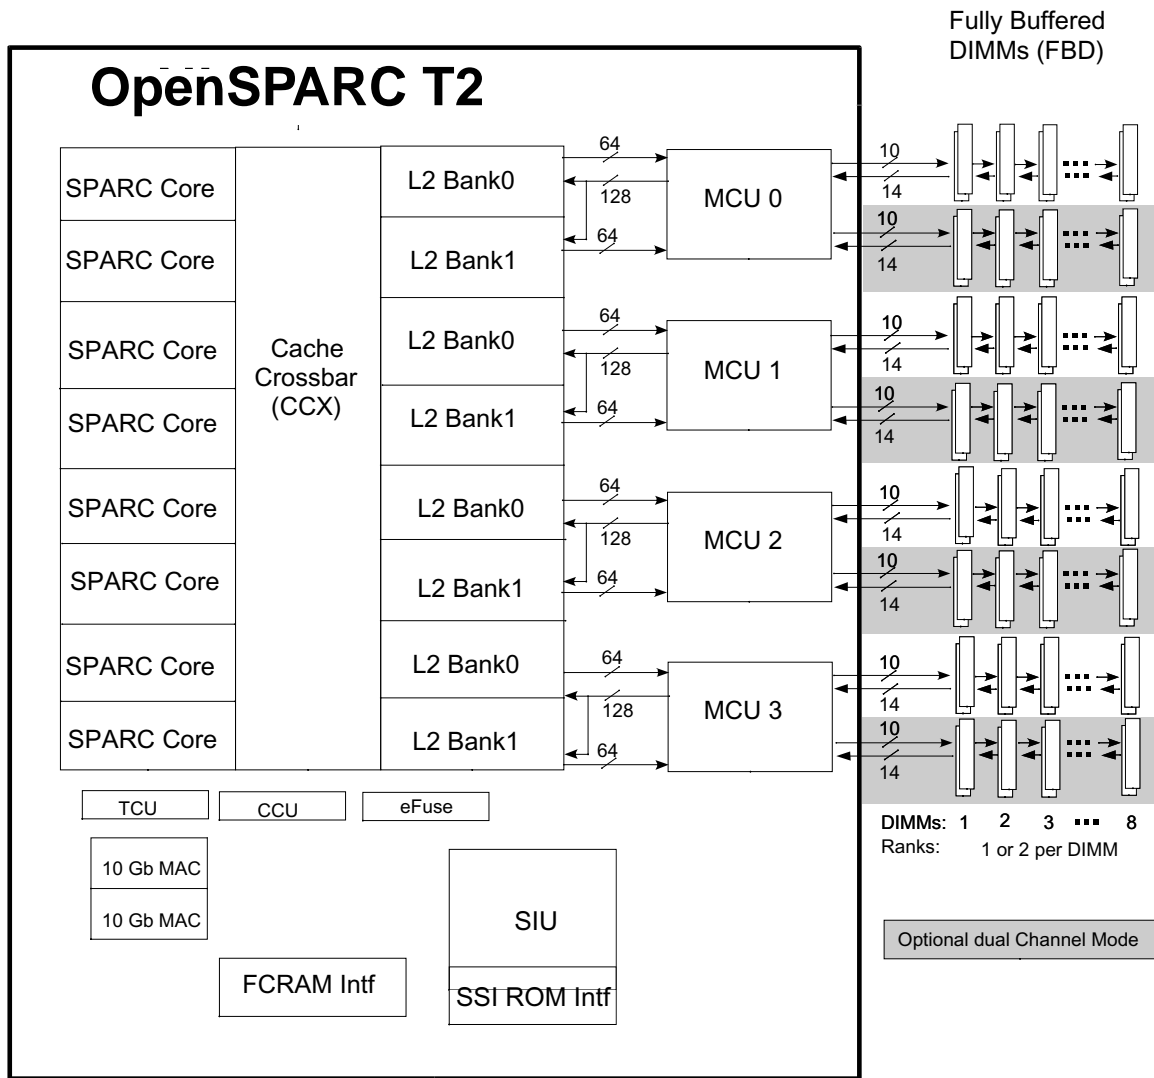 Fully Buffered
DIMMs (FBD)
OpenSPARC T2
SPARC Core
SPARC Core
SPARC Core
SPARC Core
SPARC Core
SPARC Core
SPARC Core
SPARC Core
Cache
Crossbar
(CCX)
L2 Bank0
L2 Bank1
L2 Bank0
L2 Bank1
L2 Bank0
L2 Bank1
L2 Bank0
L2 Bank1
64
128
64
64
128
64
64
128
64
64
128
64
MCU 0
MCU 1
MCU 2
MCU 3
10
14
10
14
10
14
10
14
10
14
10
14
10
14
10
14
DIMMs: 1 2 3 ... 8
Ranks: 1 or 2 per DIMM
Optional dual Channel Mode
TCU
CCU
eFuse
10 Gb MAC
10 Gb MAC
SIU
FCRAM Intf
SSI ROM Intf